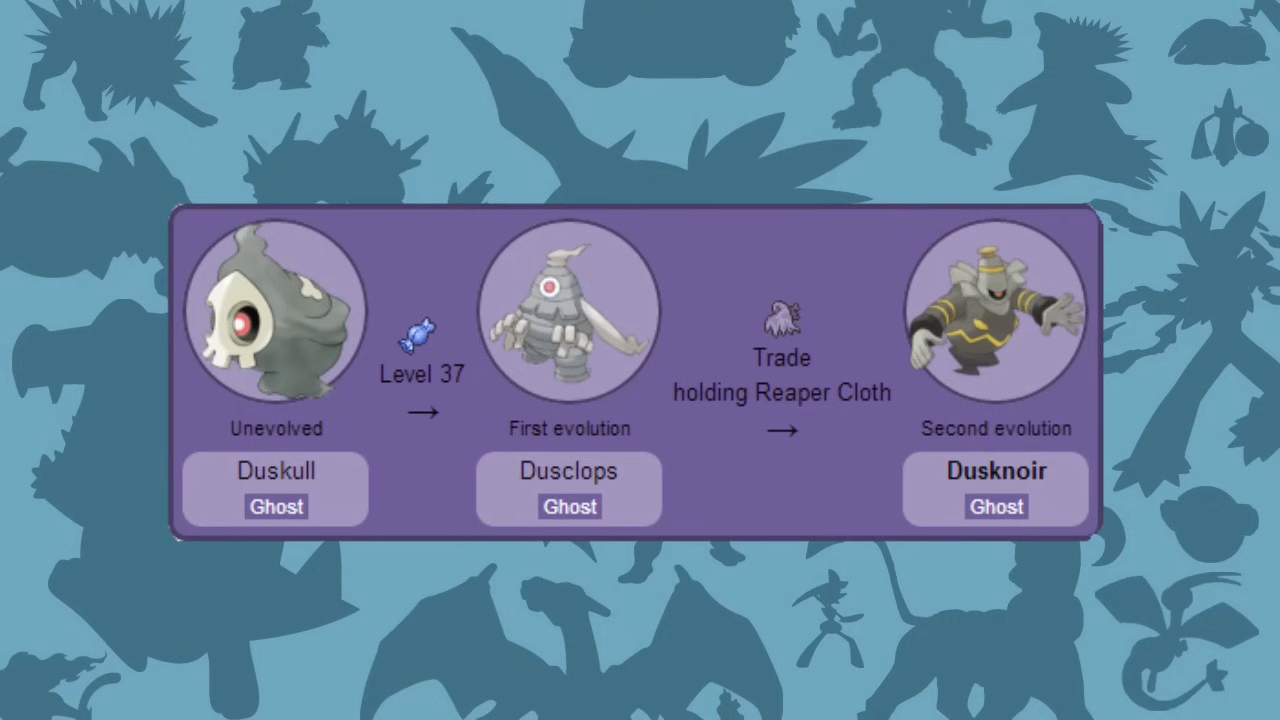 Level 37
→
Trade
holding Reaper Cloth
→
Unevolved
First evolution
Second evolution
Duskull
Dusclops
Dusknoir
Ghost
Ghost
Ghost